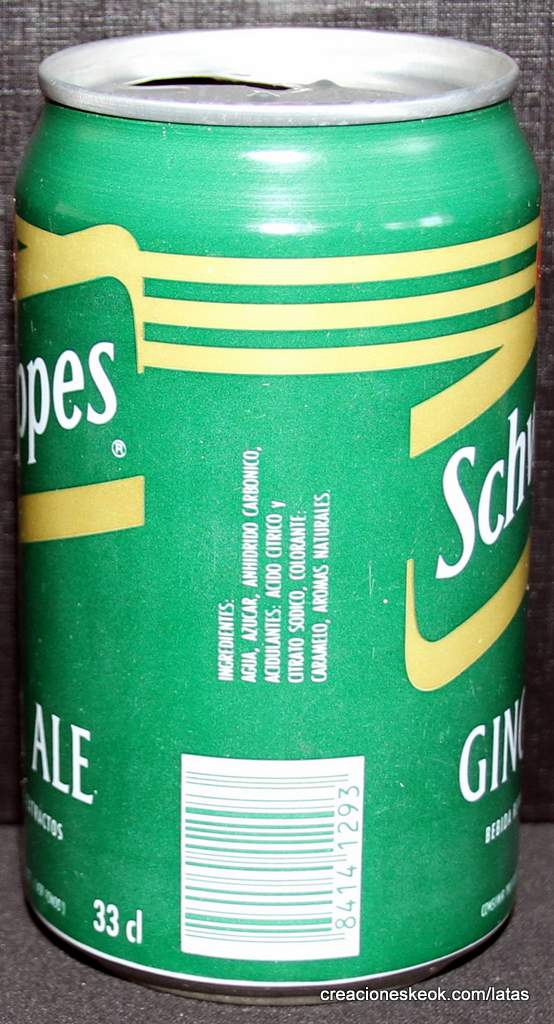 ppes®
Sch
INGREDIENTES:
AGUA, AZUCAR, ANHIDRIDO CARBONICO,
ACIDULANTES: ACIDO CITRICO y
CITRATO SODICO, COLORANTE:
CARAMELO, AROMAS NATURALES.
ALE
GIN
BEBIDA
33 cl
8414 1293
creacioneskeok.com/latas